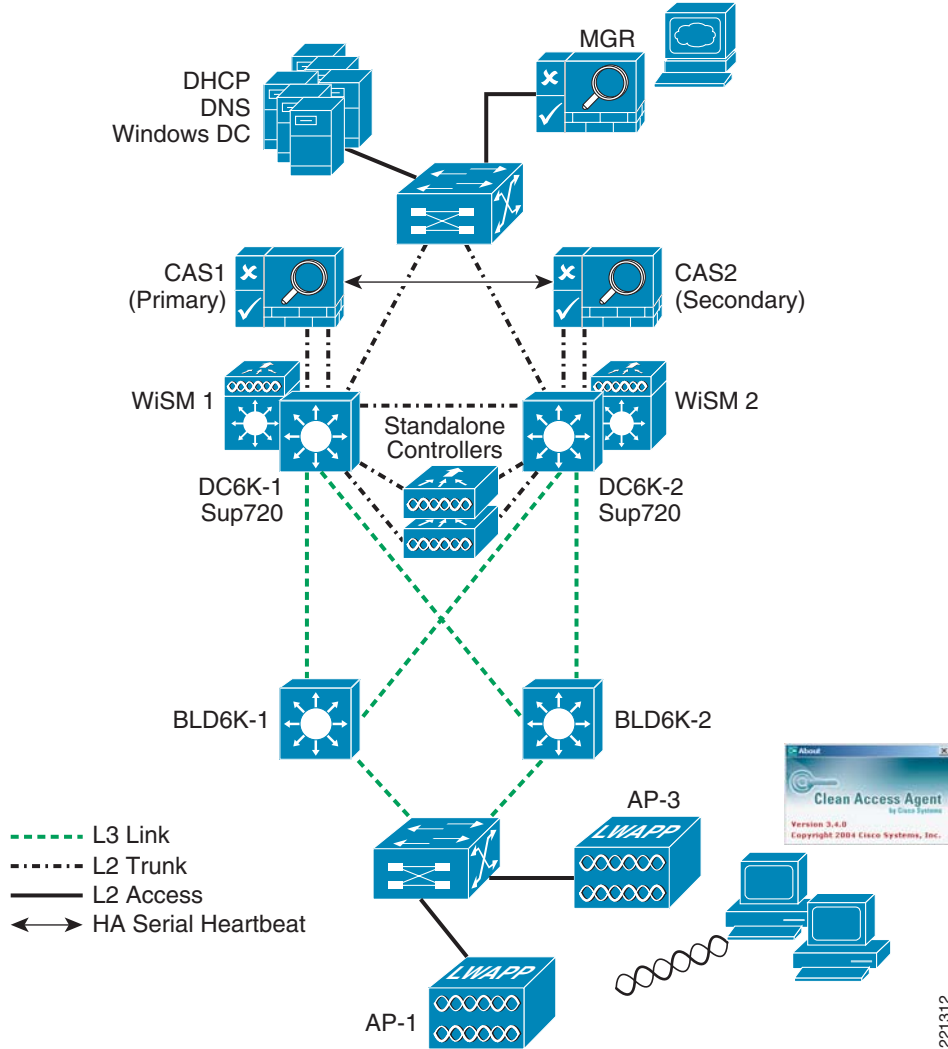 MGR
DHCP
DNS
Windows DC
CAS1
(Primary)
CAS2
(Secondary)
WiSM 1
WiSM 2
Standalone
Controllers
DC6K-1
Sup720
DC6K-2
Sup720
BLD6K-1
BLD6K-2
About
Clean Access Agent
by Cisco Systems
Version 3.4.0
Copyright 2004 Cisco Systems, Inc.
AP-3
LWAPP
L3 Link
L2 Trunk
L2 Access
HA Serial Heartbeat
LWAPP
AP-1
221312